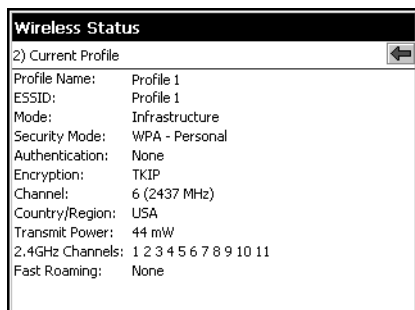 Wireless Status
2) Current Profile
Profile Name: Profile 1
ESSID: Profile 1
Mode: Infrastructure
Security Mode: WPA - Personal
Authentication: None
Encryption: TKIP
Channel: 6 (2437 MHz)
Country/Region: USA
Transmit Power: 44 mW
2.4GHz Channels: 1 2 3 4 5 6 7 8 9 10 11
Fast Roaming: None